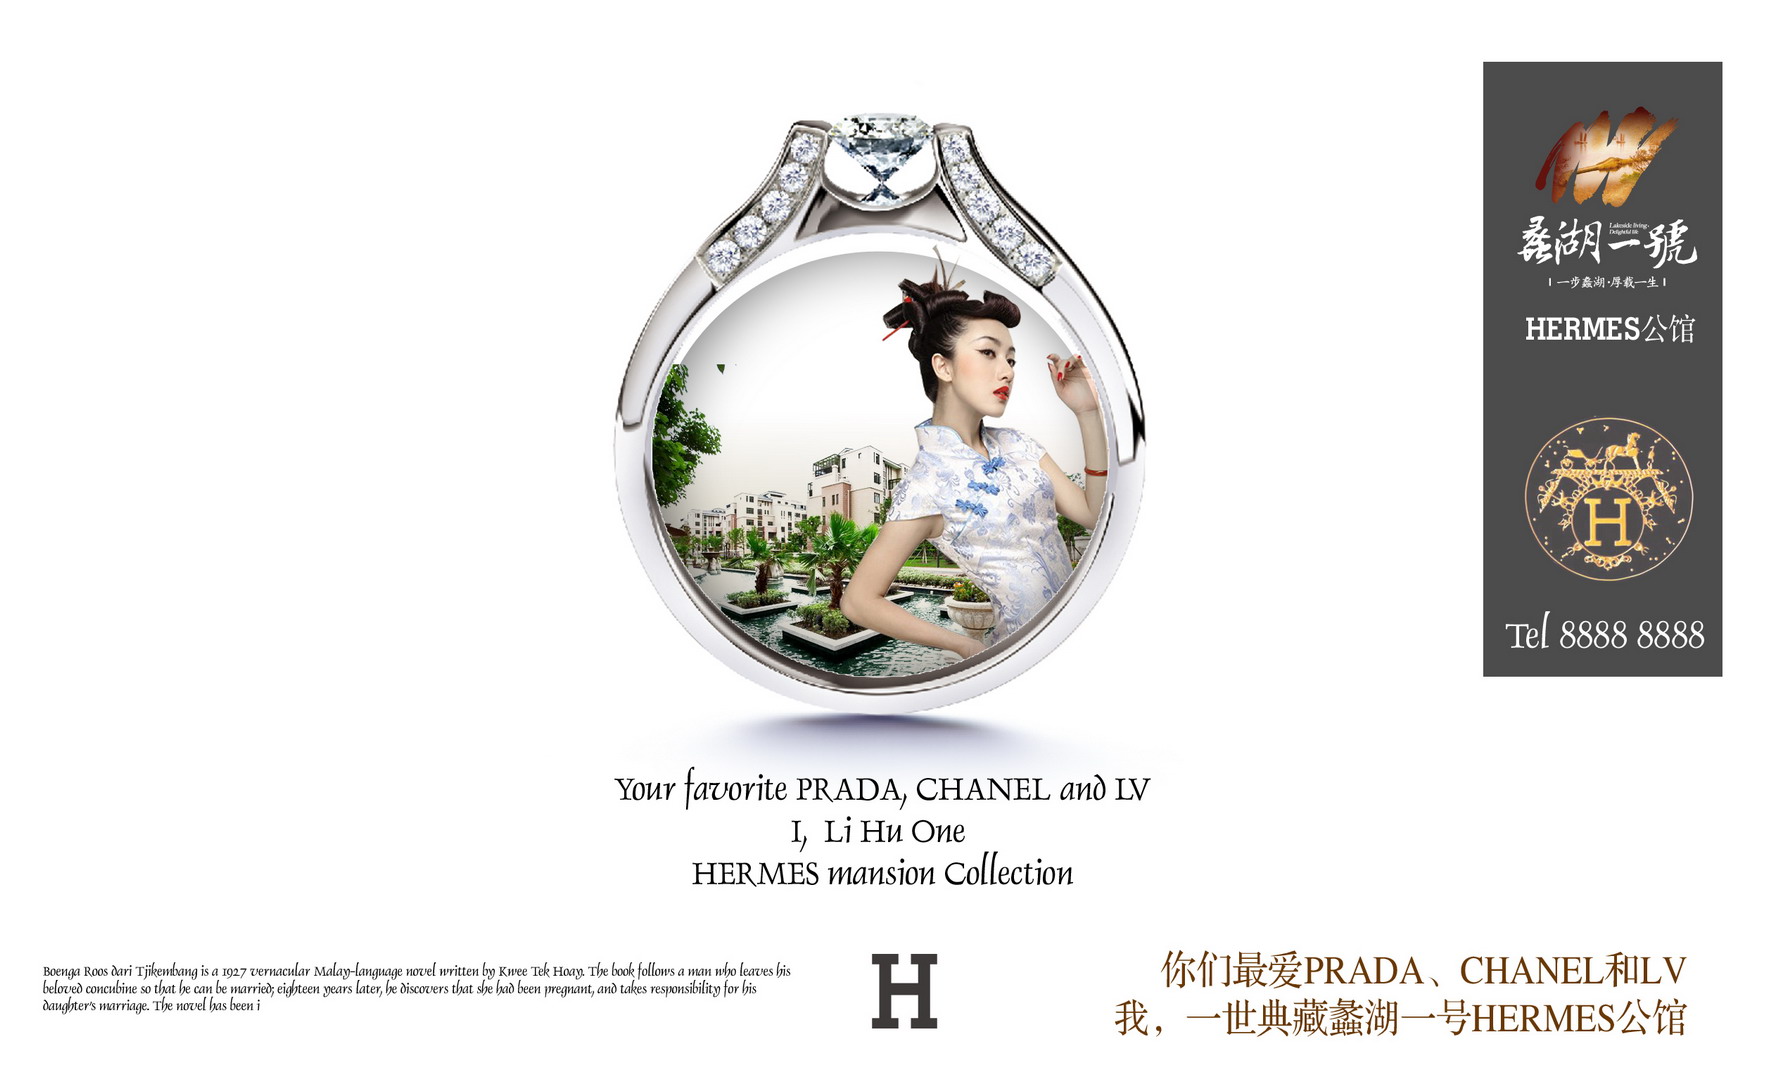 蠡湖一號
Lakeside living·
Delightful life
一步蠡湖·厚载一生
HERMES公馆
H
Tel 8888 8888
Your favorite PRADA, CHANEL and LV
I, Li Hu One
HERMES mansion Collection
Boenga Roos dari Tjikembang is a 1927 vernacular Malay-language novel written by Kwee Tek Hoay. The book follows a man who leaves his
beloved concubine so that he can be married; eighteen years later, he discovers that she had been pregnant, and takes responsibility for his
daughter's marriage. The novel has been i
H
你们最爱PRADA、CHANEL和LV
我，一世典藏蠡湖一号HERMES公馆